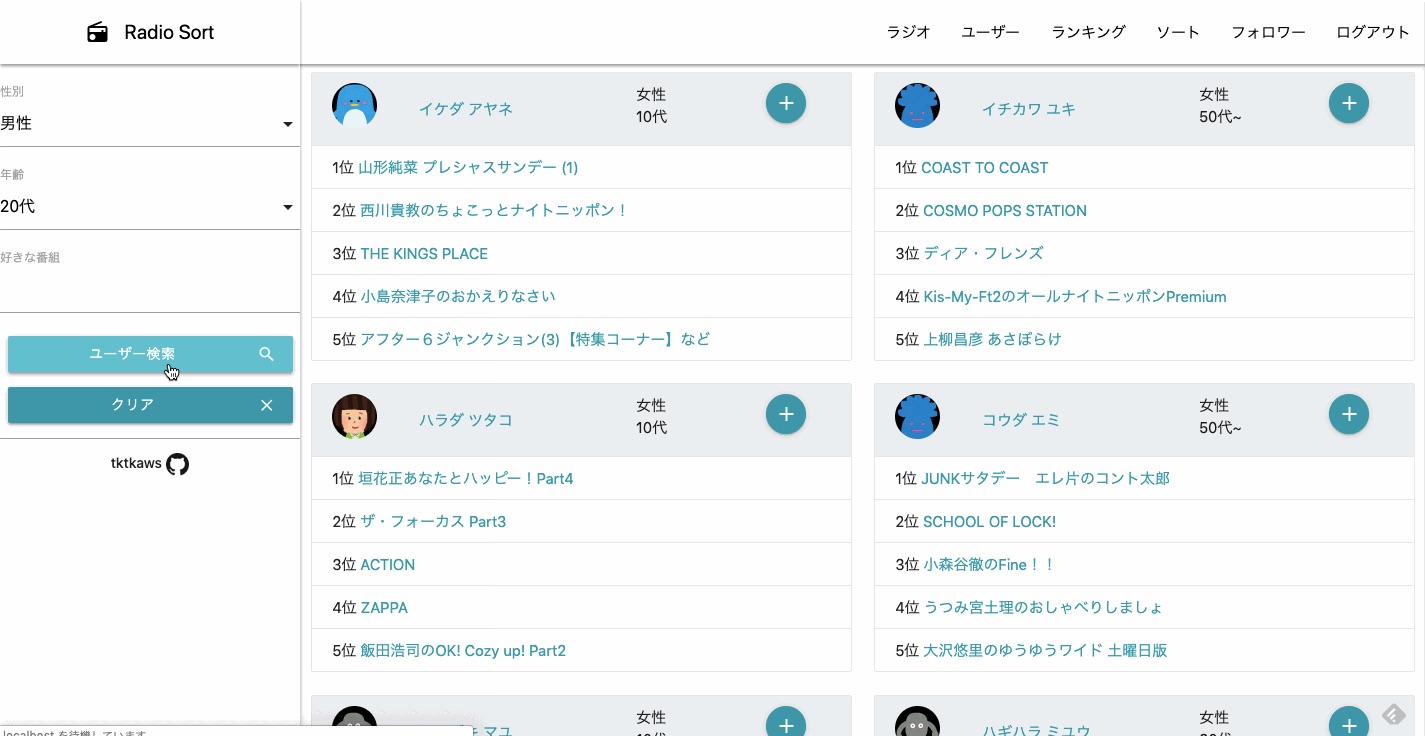 Radio Sort
ラジオ ユーザー ランキング ソート フォロワー ログアウト
性別
男性
年齢
20代
好きな番組
ユーザー検索
クリア
tktkaws
イケダ アヤネ
女性
10代
1位 山形純菜 プレシャスサンデー (1)
2位 西川貴教のちょこっとナイトニッポン！
3位 THE KINGS PLACE
4位 小島奈津子のおかえりなさい
5位 アフター６ジャンクション(3)【特集コーナー】など
イチカワ ユキ
女性
50代~
1位 COAST TO COAST
2位 COSMO POPS STATION
3位 ディア・フレンズ
4位 Kis-My-Ft2のオールナイトニッポンPremium
5位 上柳昌彦 あさぼらけ
ハラダ ツタコ
女性
10代
1位 垣花正あなたとハッピー！Part4
2位 ザ・フォーカス Part3
3位 ACTION
4位 ZAPPA
5位 飯田浩司のOK! Cozy up! Part2
コウダ エミ
女性
50代~
1位 JUNKサタデー　エレ片のコント太郎
2位 SCHOOL OF LOCK!
3位 小森谷徹のFine！！
4位 うつみ宮土理のおしゃべりしましょ
5位 大沢悠里のゆうゆうワイド 土曜日版
マユ
女性
ハギハラ ミユウ
女性
localhost を待機しています